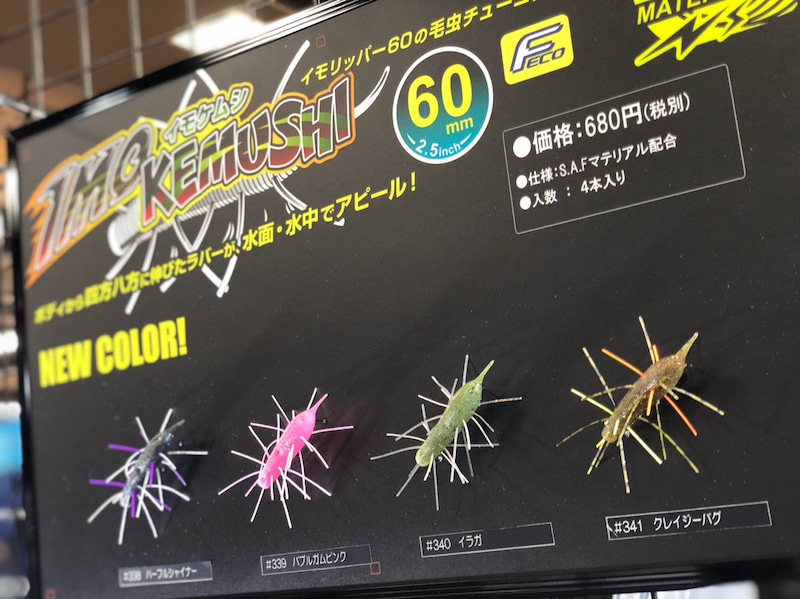 イモリッパー60の毛虫チューニ
FECO
MATER
イモケムシ
IMO
KEMUSHI
60
mm
2.5inch
●価格:680円(税別)
●仕様:S.A.Fマテリアル配合
●入数 : 4本入り
ボディから四方八方に伸びたラバーが、水面・水中でアピール!
NEW COLOR!
#338 パープルシャイナー
#339 バブルガムピンク
#340 イラガ
#341 クレイジーバグ